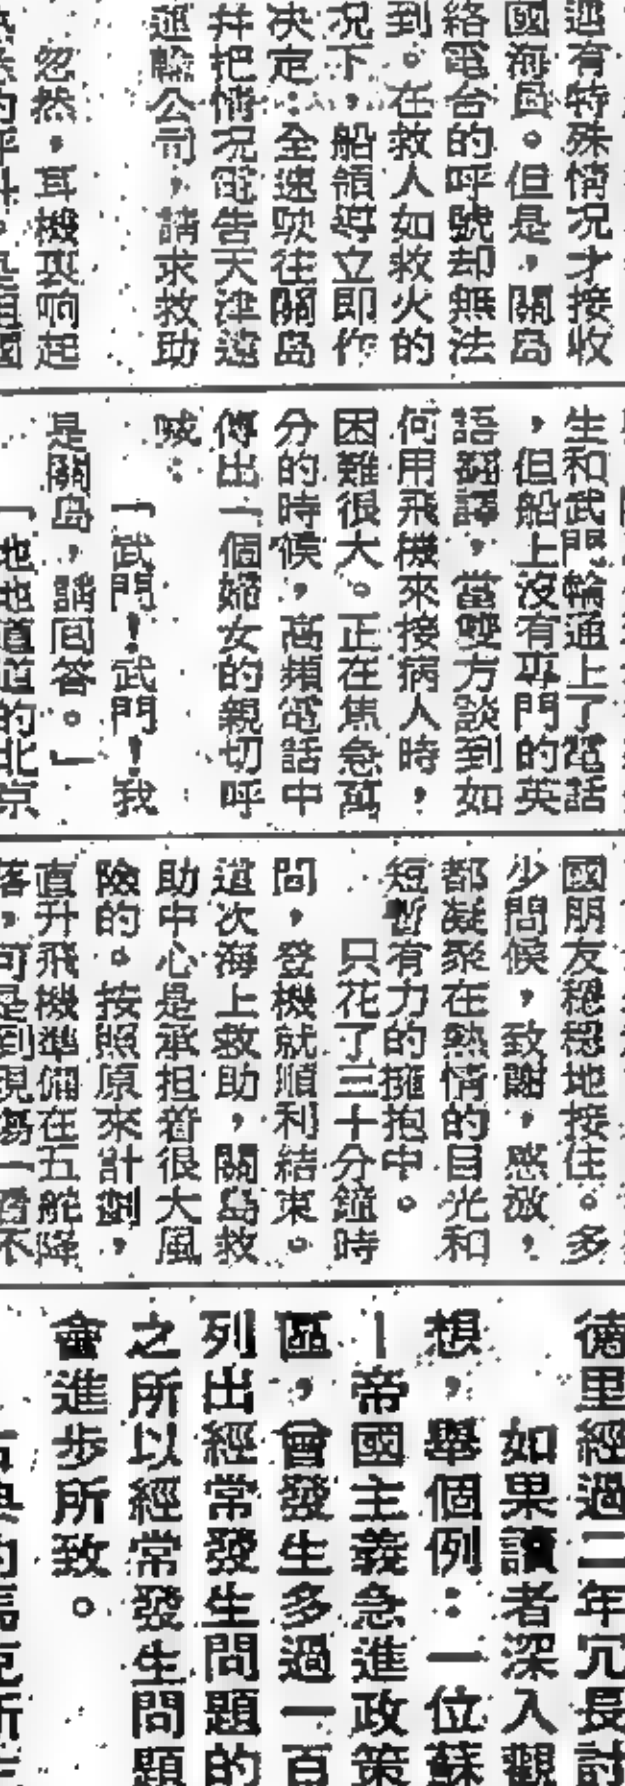 還有特殊情况才接收
國海員。但是，關岛
絡電台的呼號却無法
到。在救人如救火的
况下，船領導立即作
决定：全速駛往關岛
幷把情况電告天津遠
運輸公司，請求救助
忽然，耳機裏响起
生和武門輪通上了電話
，但船上沒有專門的英
語翻譯，當雙方談到如
何用飛機來接病人時，
困難很大。正在焦急萬
分的時候，高頻電話中
傳出一個婦女的親切呼
喊：
「武門！武門！我
是關岛，請回答。」
「地地道道的北京
國朋友穩穩地接住。多
少問候，致謝，感激，
都凝聚在熱情的目光和
短暫有力的擁抱中。
只花了三十分鐘時
間，登機就順利結束。
這次海上救助，關島救
助中心是承担着很大風
險的。按照原來計劃，
直升飛機準備在五舵降
落，可是到現場一看不
德里經過二年冗長討
如果讀者深入觀
想，舉個例：一位蘇
—帝國主義急進政策
區，曾發生多過一百
列出經常發生問題的
之所以經常發生問題
會進步所致。